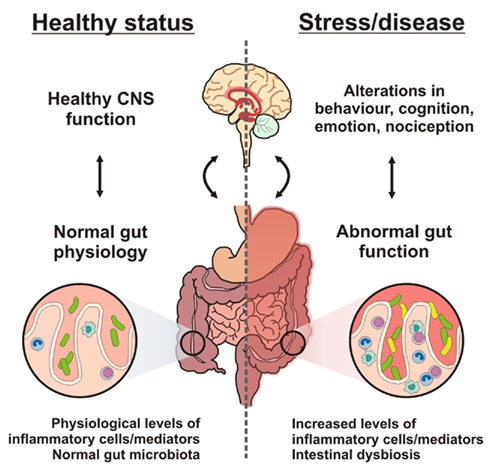 Healthy status
Stress/disease
Healthy CNS
function
Alterations in
behaviour, cognition,
emotion, nociception
Normal gut
physiology
Abnormal gut
function
Physiological levels of
inflammatory cells/mediators
Normal gut microbiota
Increased levels of
inflammatory cells/mediators
Intestinal dysbiosis